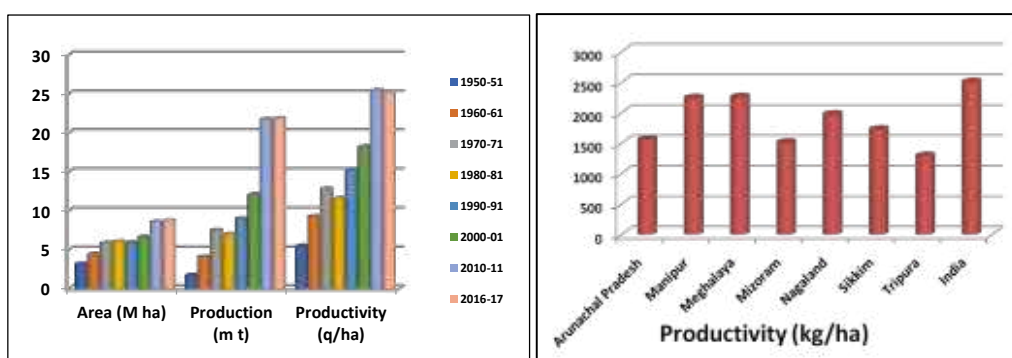 30
25
20
15
10
5
0
Area (M ha)
Production
(m t)
Productivity
(q/ha)
1950-51
1960-61
1970-71
1980-81
1990-91
2000-01
2010-11
2016-17
3000
2500
2000
1500
1000
500
0
Arunachal Pradesh
Manipur
Meghalaya
Mizoram
Nagaland
Sikkim
Tripura
India
Productivity (kg/ha)